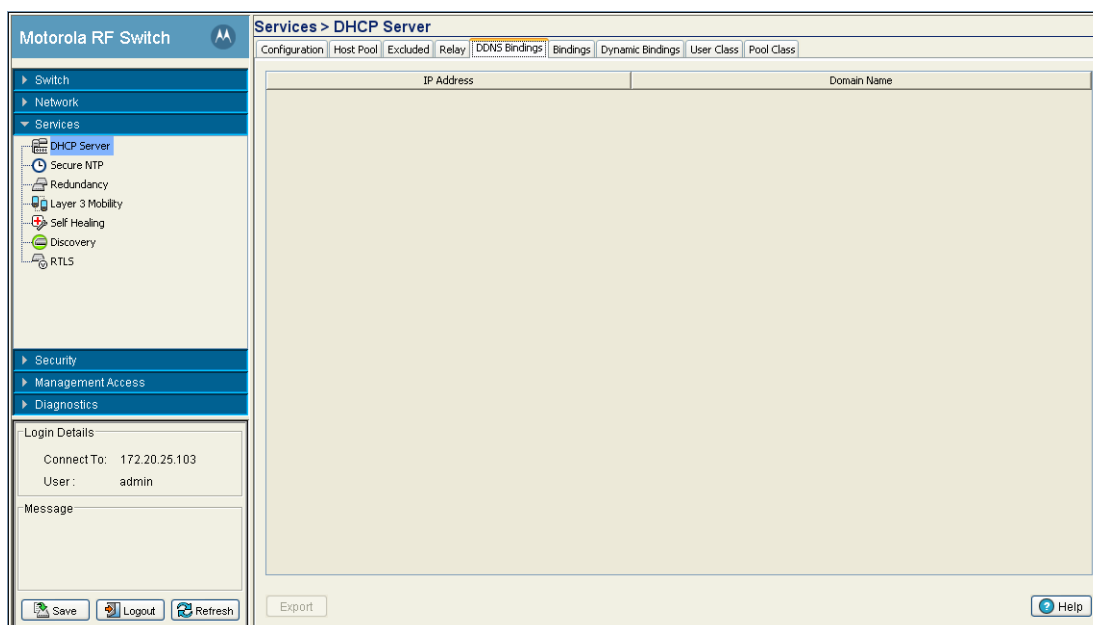 Motorola RF Switch
Services > DHCP Server
Configuration Host Pool Excluded Relay DDNS Bindings Bindings Dynamic Bindings User Class Pool Class
IP Address Domain Name
Switch
Network
Services
DHCP Server
Secure NTP
Redundancy
Layer 3 Mobility
Self Healing
Discovery
RTLS
Security
Management Access
Diagnostics
Login Details
Connect To: 172.20.25.103
User : admin
Message
Save Logout Refresh
Export Help